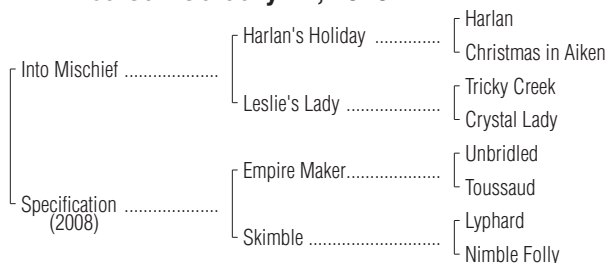 Harlan
Harlan's Holiday ....................
Christmas in Aiken
Into Mischief ....................
Tricky Creek
Leslie's Lady ........................
Crystal Lady
Unbridled
Empire Maker....................
Toussaud
Specification ....................
(2008)
Lyphard
Skimble ............................
Nimble Folly